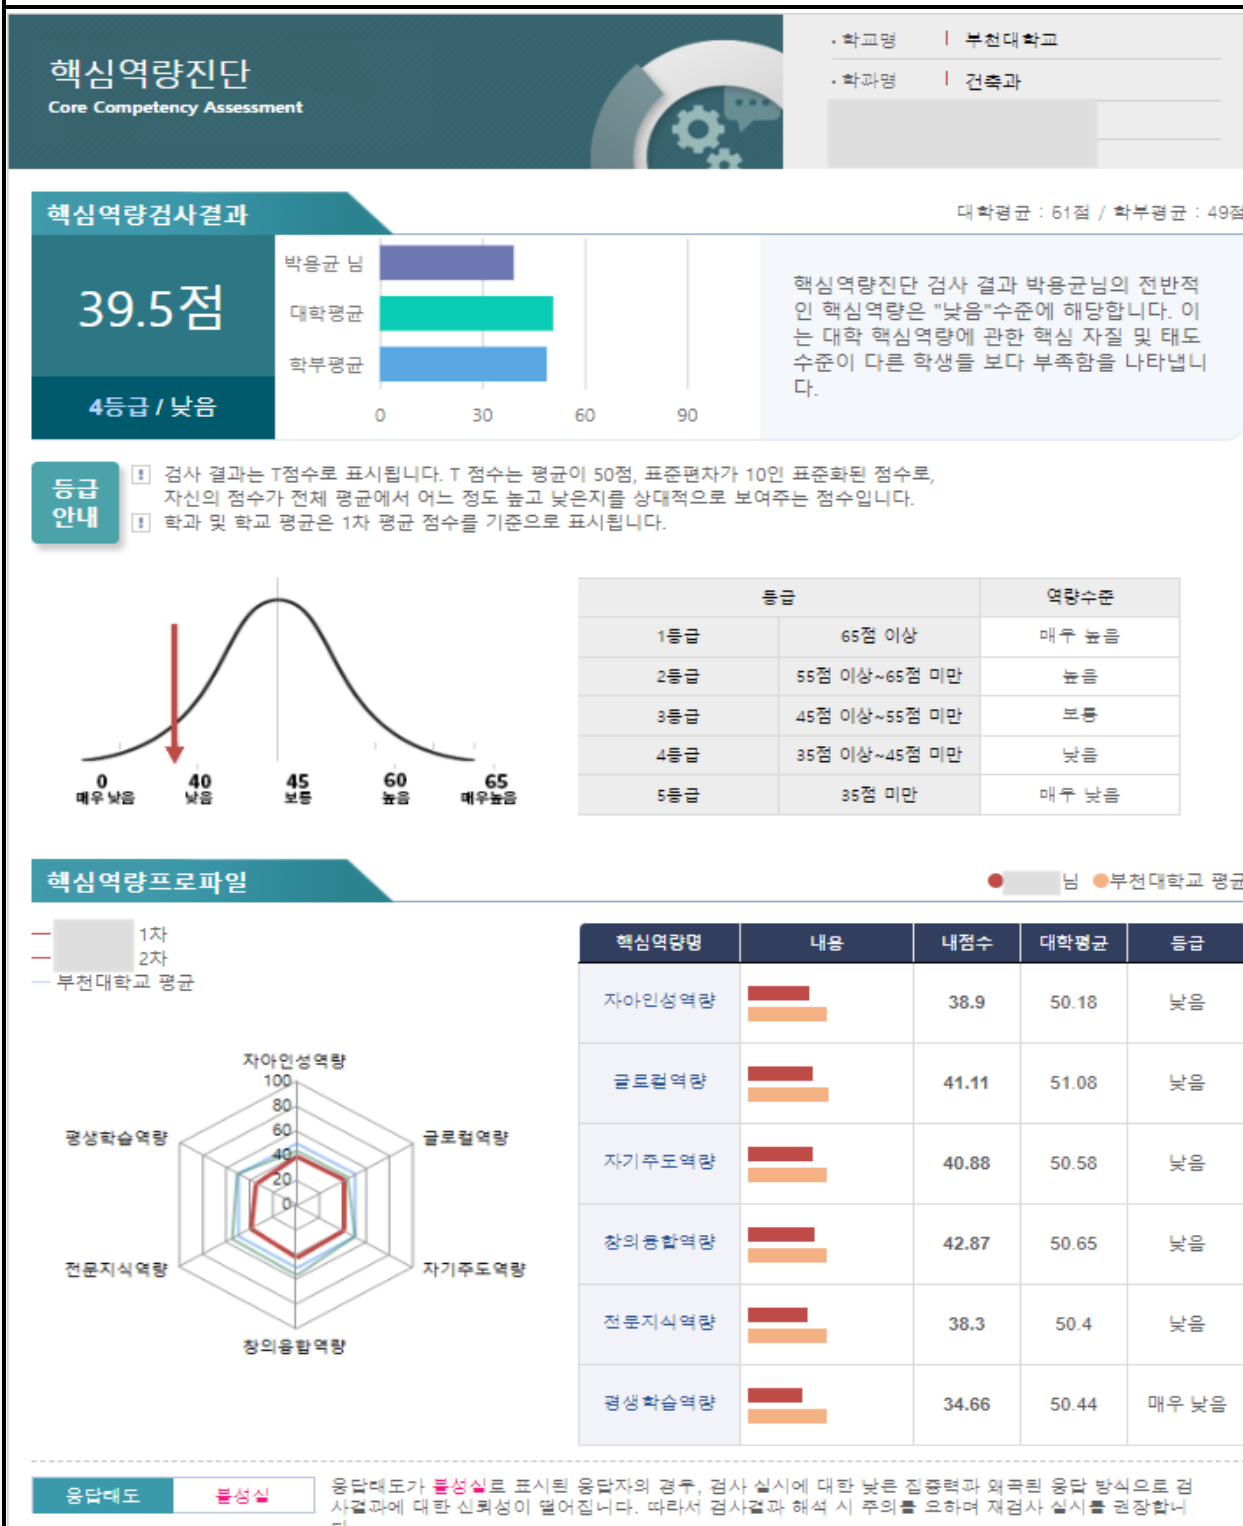 핵심역량진단
Core Competency Assessment
· 학교명 | 부천대학교
· 학과명 | 건축과
핵심역량검사결과
대학평균 : 51점 / 학부평균 : 49점
39.5점
4등급 / 낮음
박용균 님
대학평균
학부평균
0 30 60 90
핵심역량진단 검사 결과 박용균님의 전반적
인 핵심역량은 "낮음"수준에 해당합니다. 이
는 대학 핵심역량에 관한 핵심 자질 및 태도
수준이 다른 학생들 보다 부족함을 나타냅니
다.
등급
안내
검사 결과는 T점수로 표시됩니다. T 점수는 평균이 50점, 표준편차가 10인 표준화된 점수로,
자신의 점수가 전체 평균에서 어느 정도 높고 낮은지를 상대적으로 보여주는 점수입니다.
학과 및 학교 평균은 1차 평균 점수를 기준으로 표시됩니다.
0 40 45 60 65
매우 낮음 낮음 보통 높음 매우높음
등급 역량수준
1등급 65점 이상 매우 높음
2등급 55점 이상~65점 미만 높음
3등급 45점 이상~55점 미만 보통
4등급 35점 이상~45점 미만 낮음
5등급 35점 미만 매우 낮음
핵심역량프로파일
님 부천대학교 평균
1차
2차
부천대학교 평균
자아인성역량
100
80
60
40
20
0
평생학습역량
글로컬역량
전문지식역량
자기주도역량
창의융합역량
핵심역량명 내용 내점수 대학평균 등급
자아인성역량 38.9 50.18 낮음
글로컬역량 41.11 51.08 낮음
자기주도역량 40.88 50.58 낮음
창의융합역량 42.87 50.65 낮음
전문지식역량 38.3 50.4 낮음
평생학습역량 34.66 50.44 매우 낮음
응답태도 불성실
응답태도가 불성실로 표시된 응답자의 경우, 검사 실시에 대한 낮은 집중력과 왜곡된 응답 방식으로 검
사결과에 대한 신뢰성이 떨어집니다. 따라서 검사결과 해석 시 주의를 요하며 재검사 실시를 권장합니